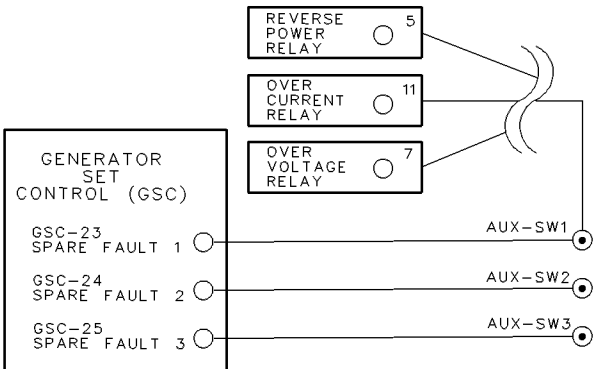 REVERSE
POWER
RELAY
5
OVER
CURRENT
RELAY
11
OVER
VOLTAGE
RELAY
7
GENERATOR
SET
CONTROL (GSC)
GSC-23
SPARE FAULT 1
AUX-SW1
GSC-24
SPARE FAULT 2
AUX-SW2
GSC-25
SPARE FAULT 3
AUX-SW3